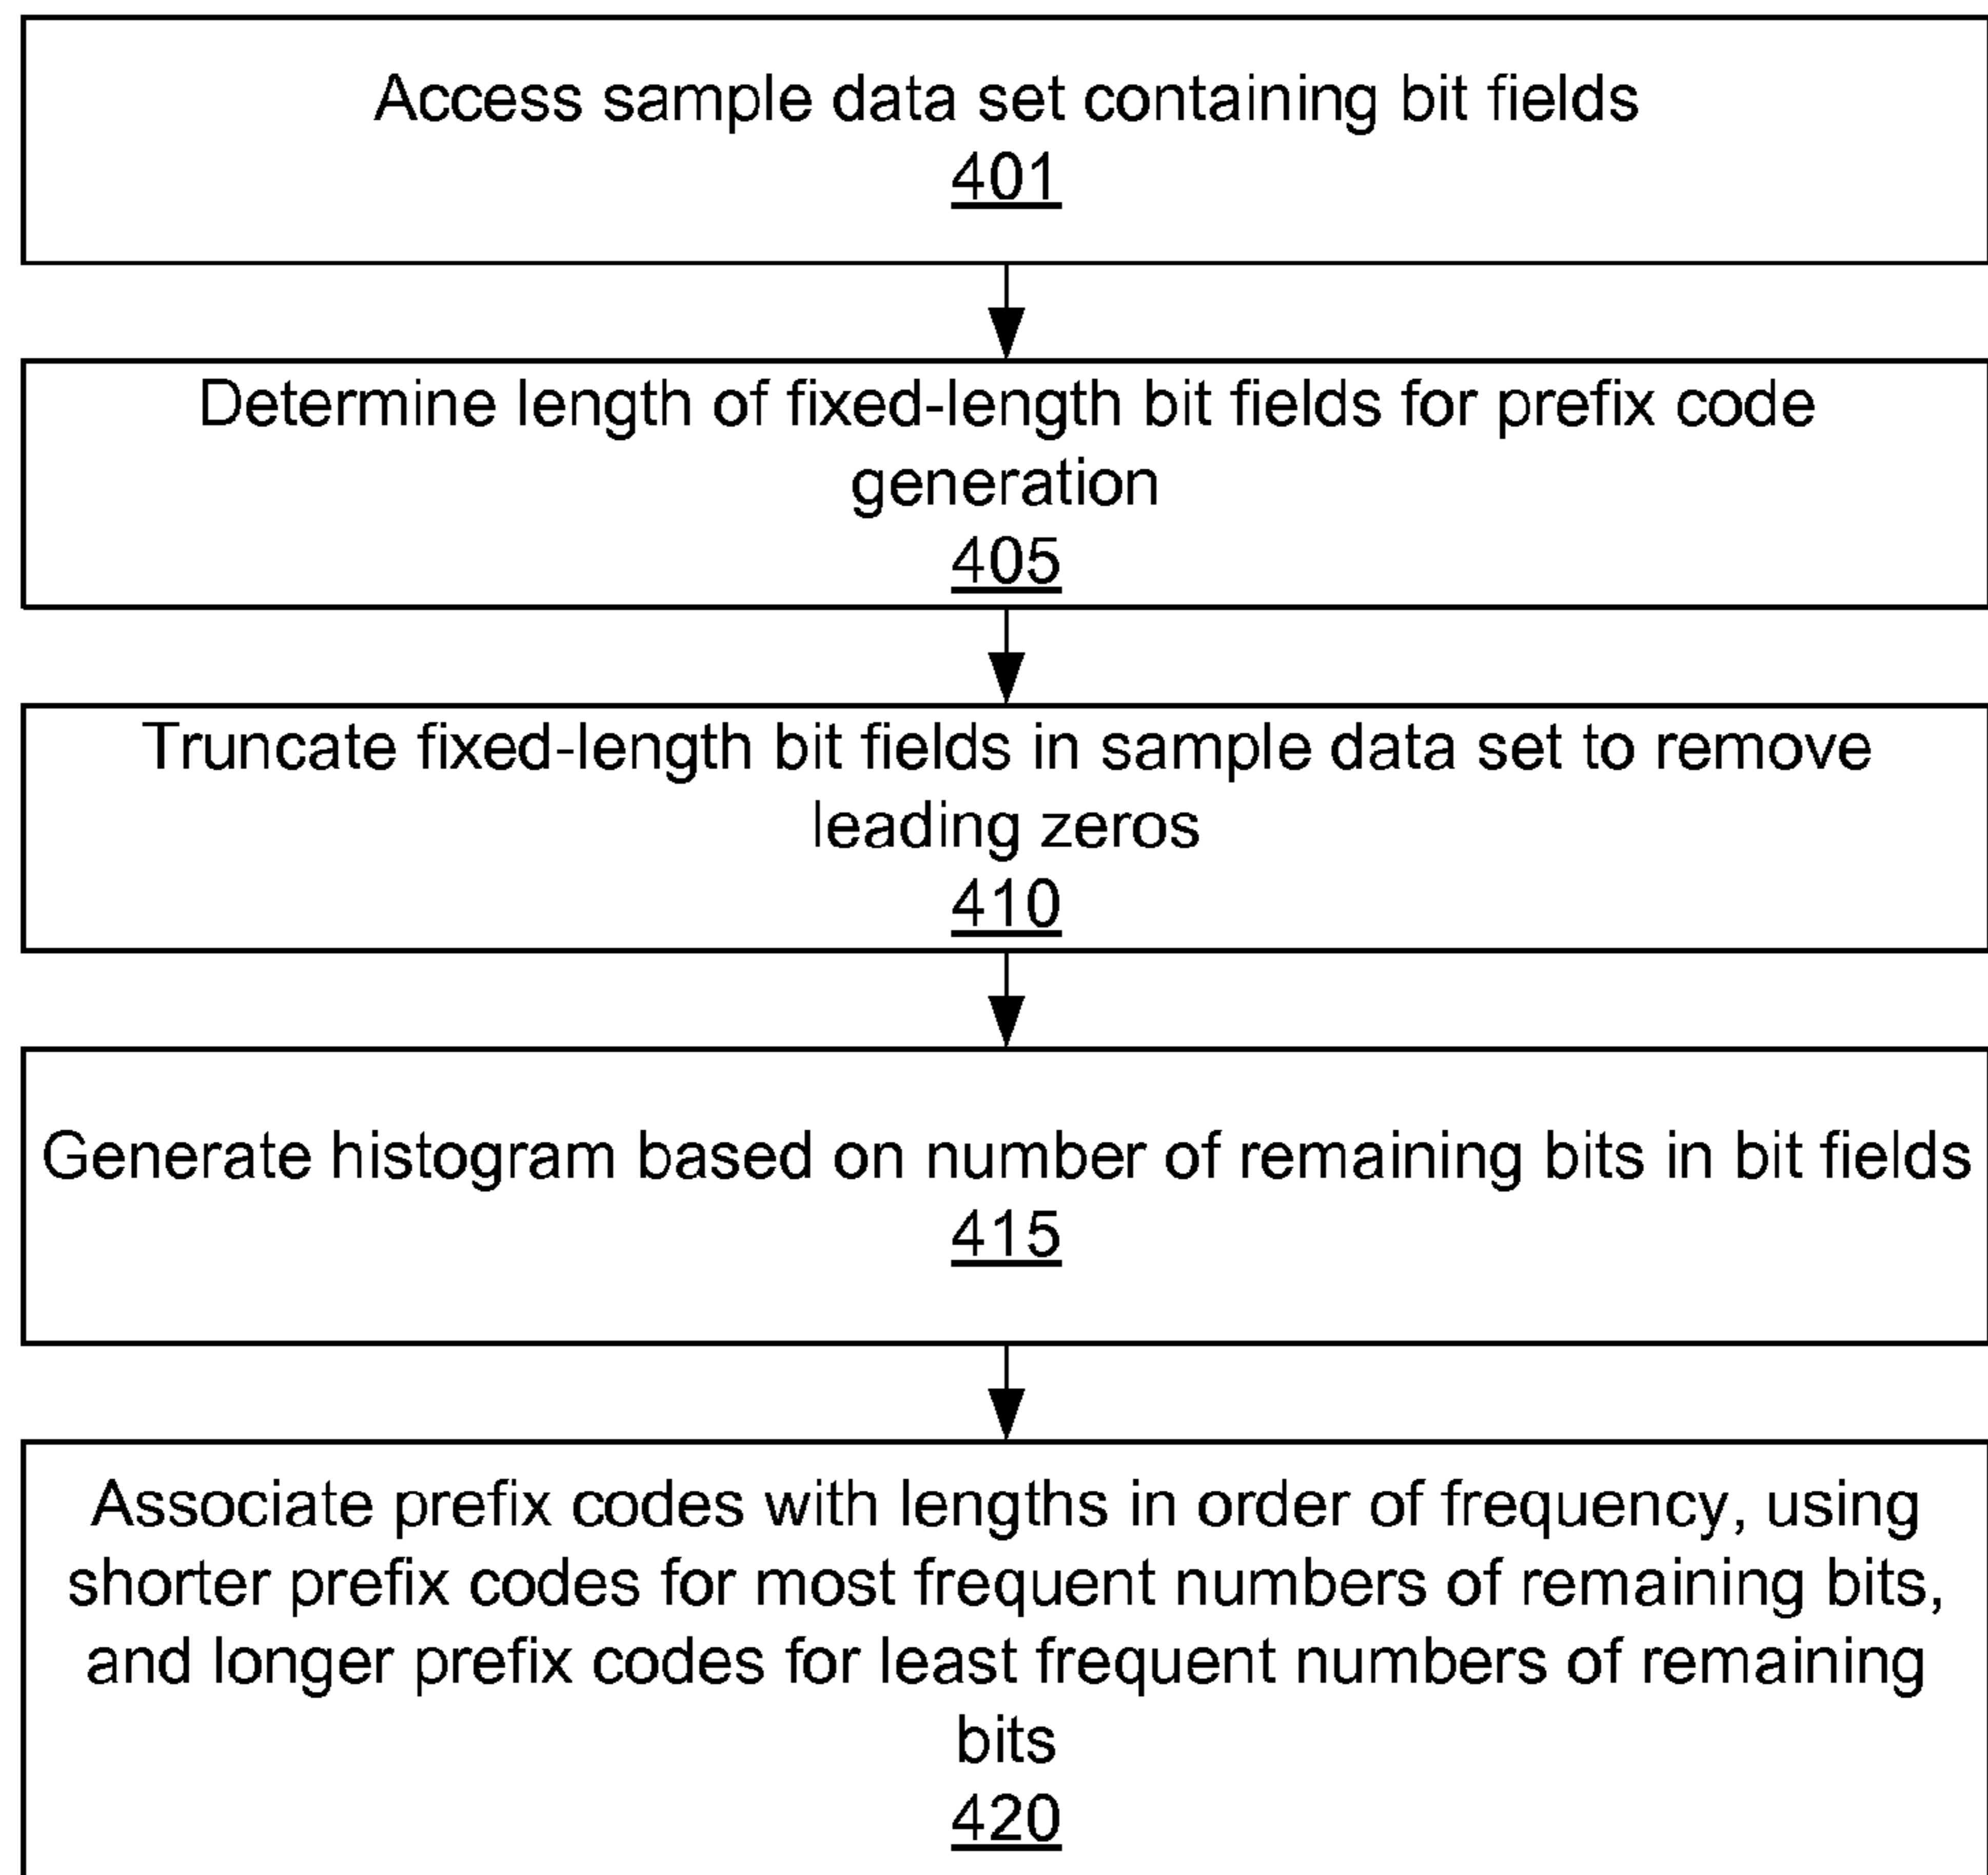 Access sample data set containing bit fields
401
Determine length of fixed-length bit fields for prefix code
generation
405
Truncate fixed-length bit fields in sample data set to remove
leading zeros
410
Generate histogram based on number of remaining bits in bit fields
415
Associate prefix codes with lengths in order of frequency, using
shorter prefix codes for most frequent numbers of remaining bits,
and longer prefix codes for least frequent numbers of remaining
bits
420